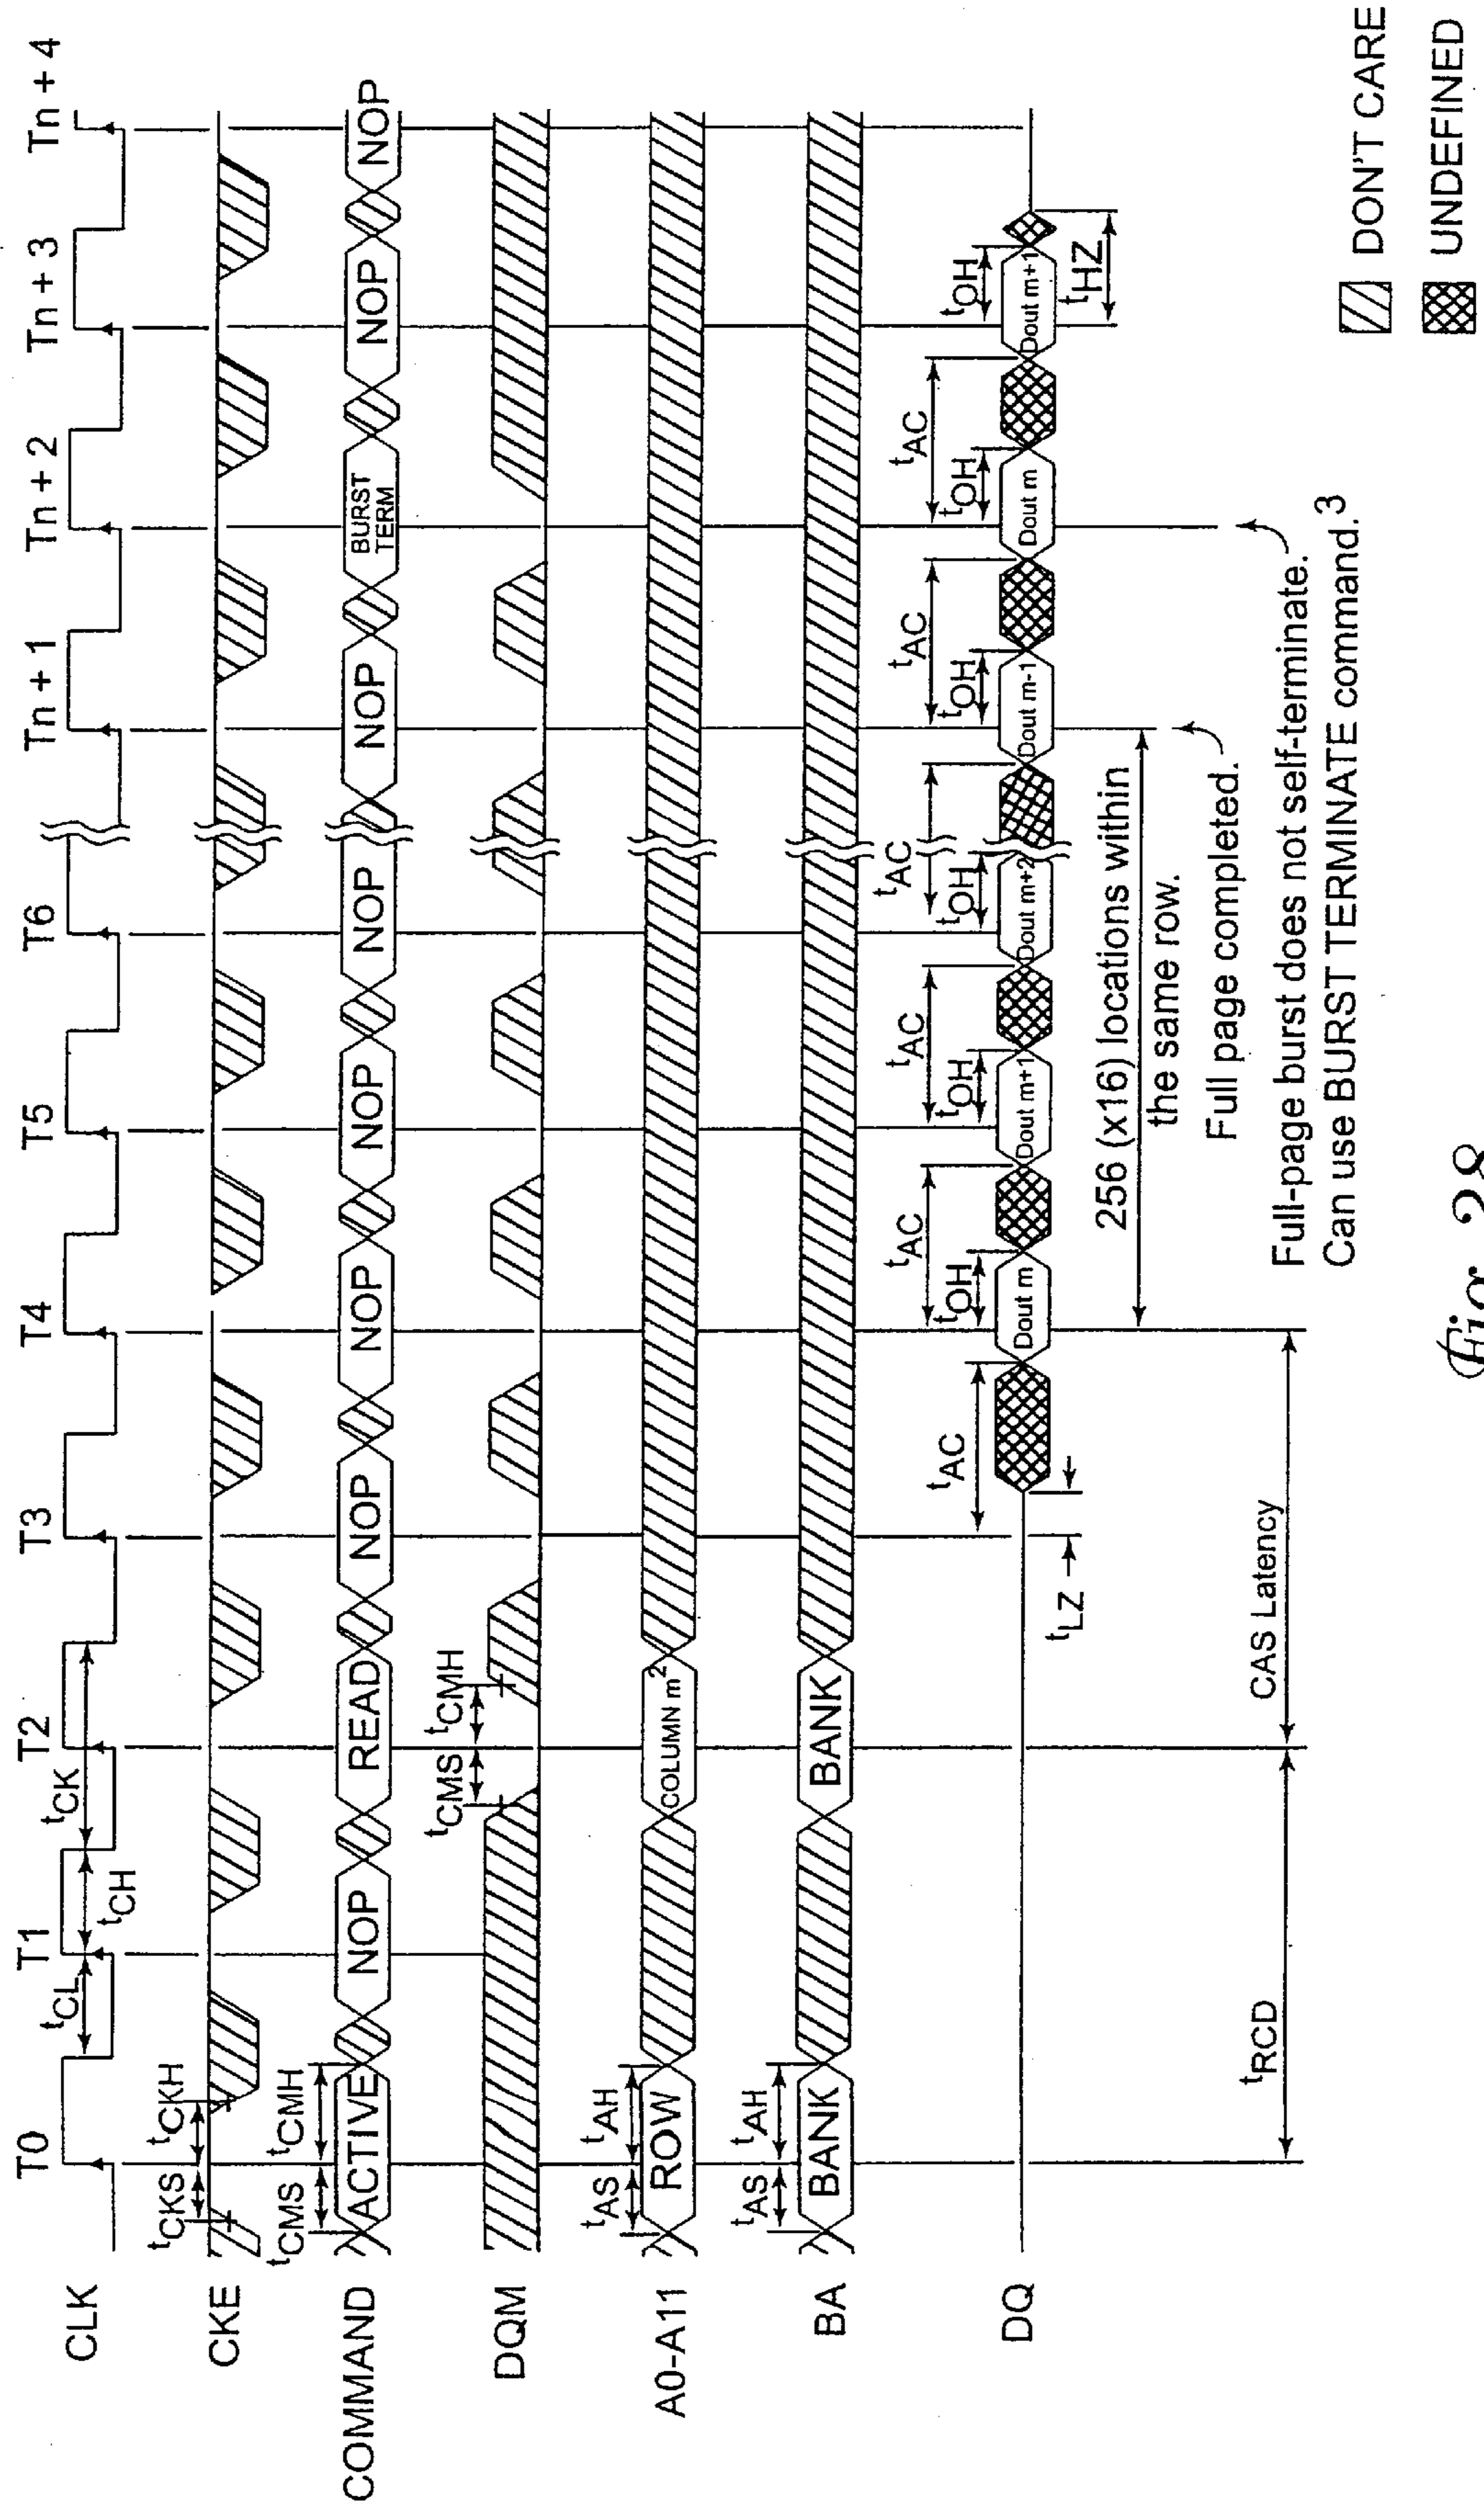 T0 T1 T2 T3 T4 T5 T6 Tn + 1 Tn + 2 Tn + 3 Tn + 4
CLK
tCL tCH tCK
tCKS tCKH
CKE
tCMS tCMH
COMMAND
ACTIVE NOP READ NOP NOP NOP NOP NOP BURST TERM NOP NOP
tCMS tCMH
DQM
tAS tAH
A0-A11
ROW COLUMN m2
tAS tAH
BA
BANK BANK
tAC tAC tAC tAC tAC tAC
tOH tOH tOH tOH tOH tOH
DQ
Dout m Dout m+1 Dout m+2 Dout m-1 Dout m Dout m+1
tLZ
tHZ
256 (x16) locations within
the same row.
Full page completed.
tRCD CAS Latency
Full-page burst does not self-terminate.
Can use BURST TERMINATE command.3
DON'T CARE
UNDEFINED
Fig. 28